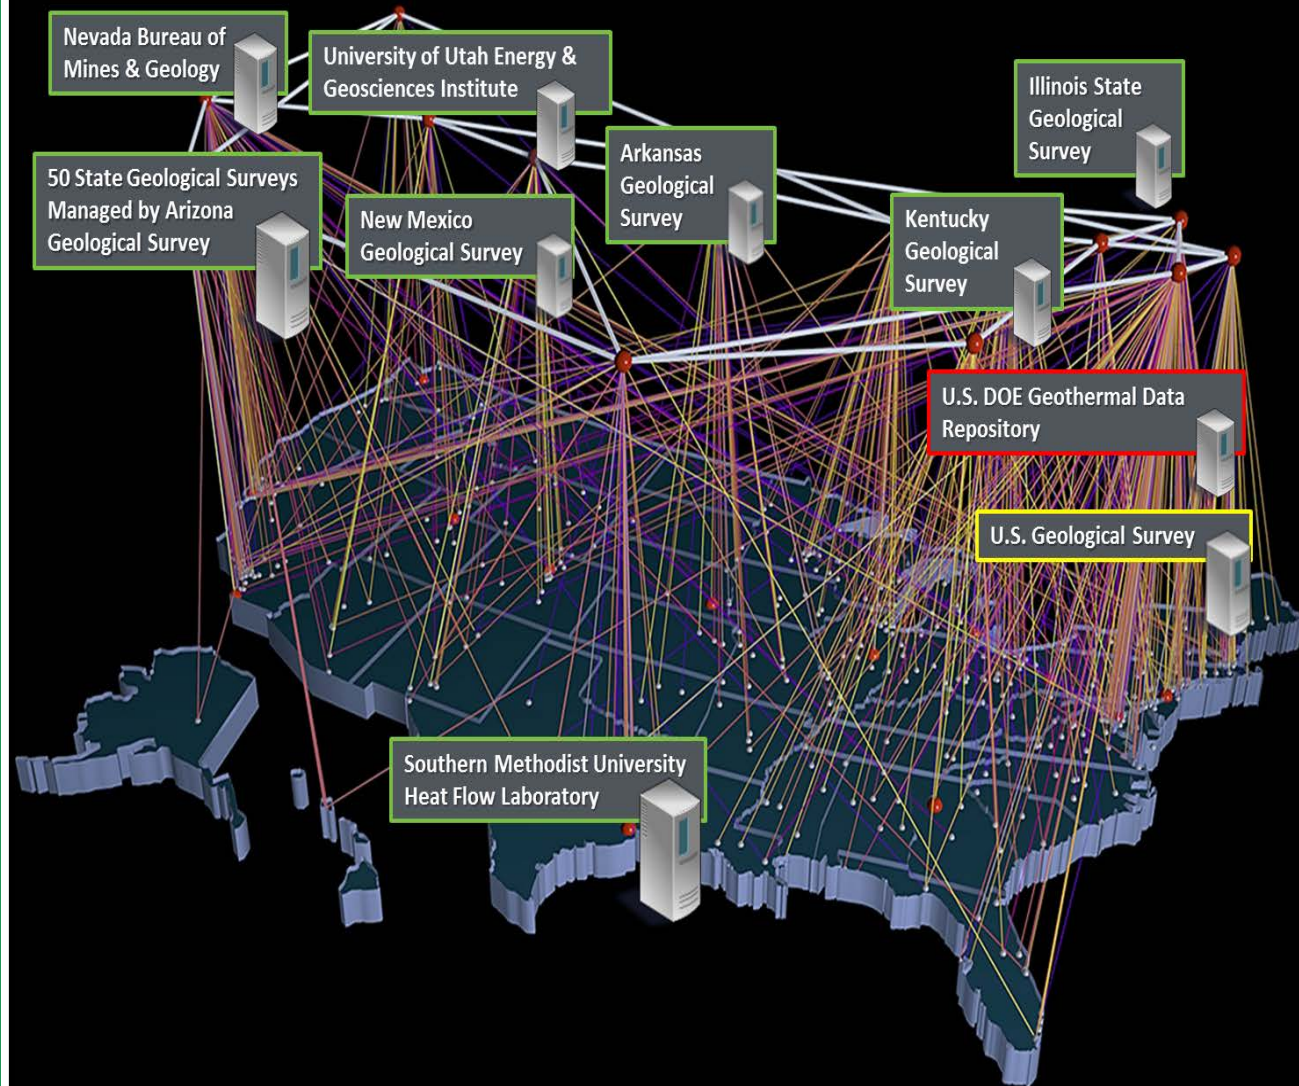 Nevada Bureau of
Mines & Geology
University of Utah Energy &
Geosciences Institute
Illinois State
Geological
Survey
50 State Geological Surveys
Managed by Arizona
Geological Survey
New Mexico
Geological Survey
Arkansas
Geological
Survey
Kentucky
Geological
Survey
U.S. DOE Geothermal Data
Repository
U.S. Geological Survey
Southern Methodist University
Heat Flow Laboratory